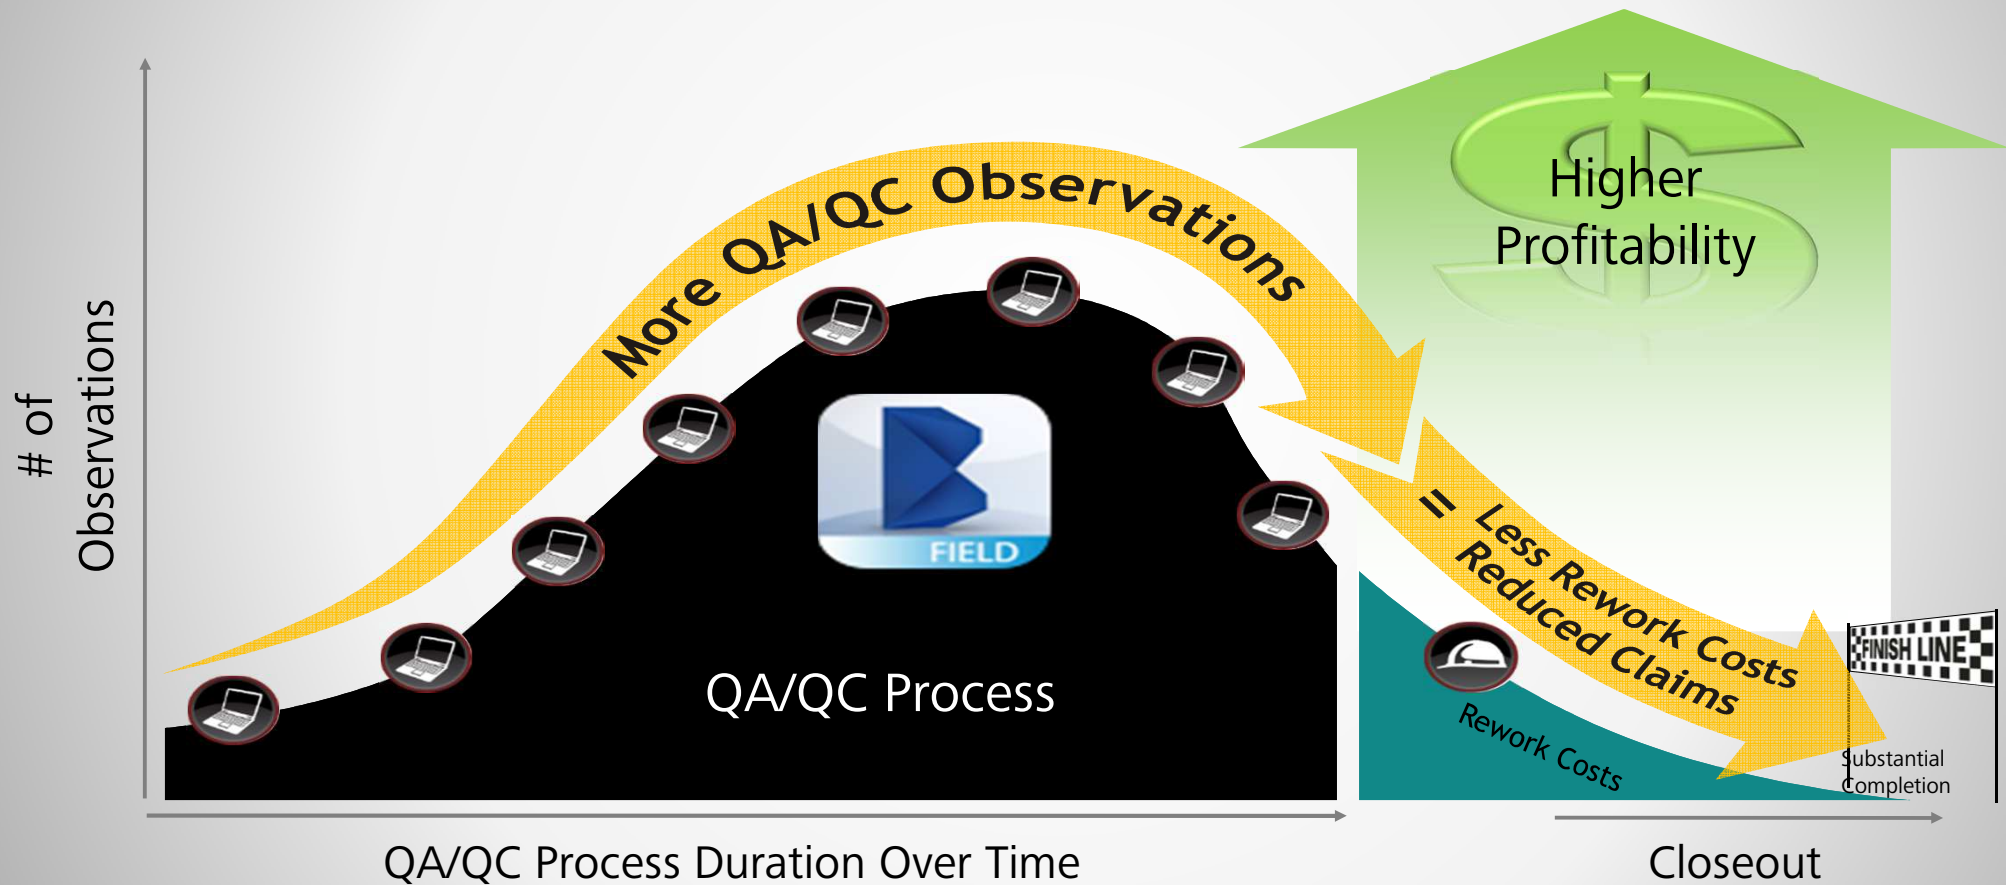 # of
Observations
More QA/QC Observations
Higher
Profitability
FIELD
QA/QC Process
= Less Rework Costs
Reduced Claims
FINISH LINE
Rework Costs
Substantial
Completion
QA/QC Process Duration Over Time
Closeout